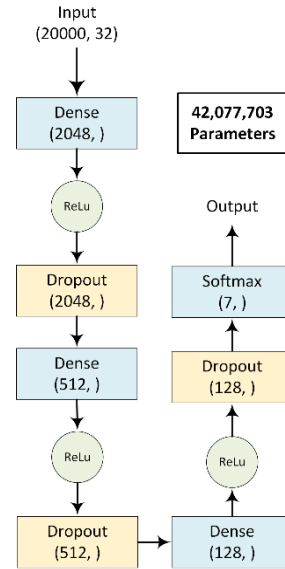 Input
(20000, 32)
Dense
(2048, )
ReLu
Dropout
(2048, )
Dense
(512, )
ReLu
Dropout
(512, )
Dense
(128, )
ReLu
Dropout
(128, )
Softmax
(7, )
Output
42,077,703
Parameters